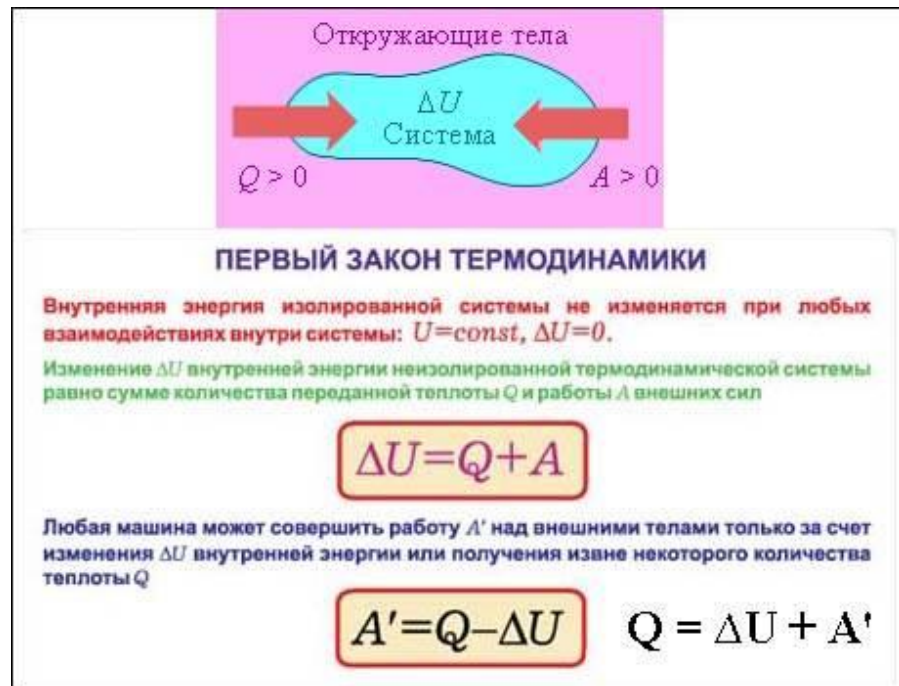 Откружающие тела
ΔU
Система
Q > 0
A > 0
ПЕРВЫЙ ЗАКОН ТЕРМОДИНАМИКИ
Внутренняя энергия изолированной системы не изменяется при любых
взаимодействиях внутри системы: U=const, ΔU=0.
Изменение ΔU внутренней энергии неизолированной термодинамической системы
равно сумме количества переданной теплоты Q и работы A внешних сил
ΔU=Q+A
Любая машина может совершить работу A' над внешними телами только за счет
изменения ΔU внутренней энергии или получения извне некоторого количества
теплоты Q
A'=Q–ΔU
Q = ΔU + A'